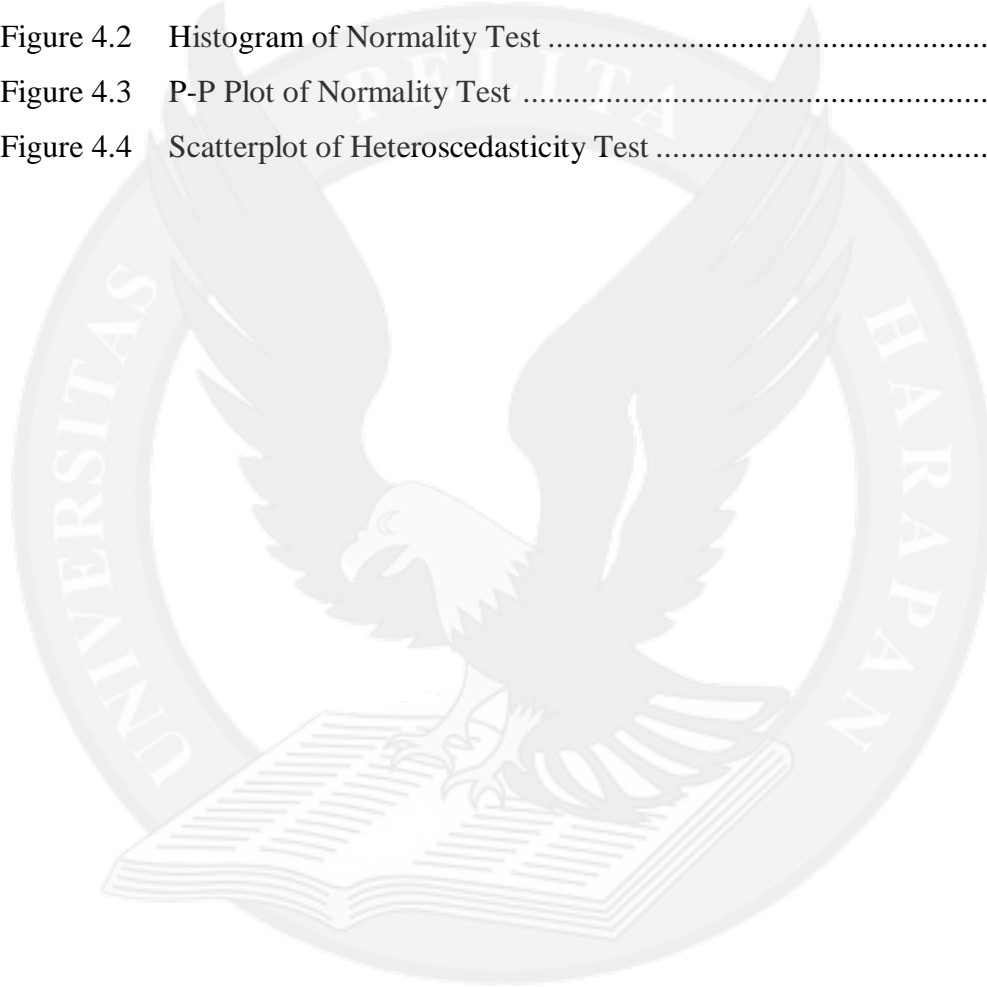 Figure 4.2 Histogram of Normality Test ......................................................
Figure 4.3 P-P Plot of Normality Test .........................................................
Figure 4.4 Scatterplot of Heteroscedasticity Test ........................................
UNIVERSITAS PELITA HARAPAN